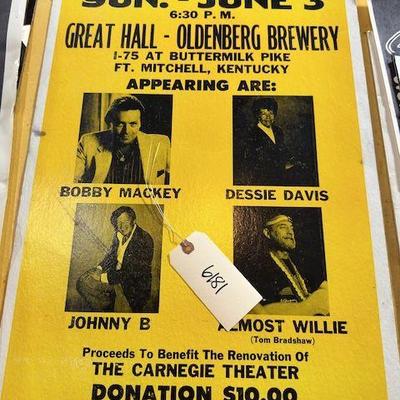 SUN. - JUNE 3
6:30 P.M.
GREAT HALL - OLDENBERG BREWERY
I-75 AT BUTTERMILK PIKE
FT. MITCHELL, KENTUCKY
APPEARING ARE:
BOBBY MACKEY
DESSIE DAVIS
6181
JOHNNY B
ALMOST WILLIE
(Tom Bradshaw)
Proceeds To Benefit The Renovation Of
THE CARNEGIE THEATER
DONATION $10.00